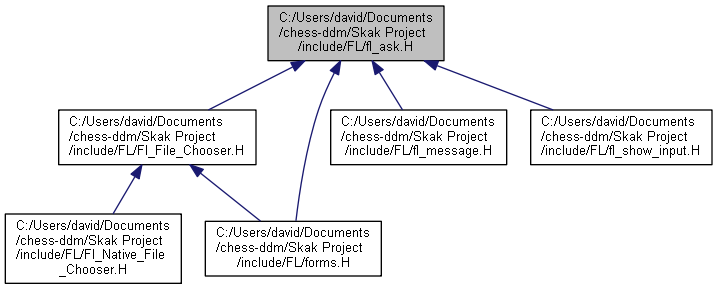 C:/Users/david/Documents
/chess-ddm/Skak Project
/include/FL/fl_ask.H
C:/Users/david/Documents
/chess-ddm/Skak Project
/include/FL/Fl_File_Chooser.H
C:/Users/david/Documents
/chess-ddm/Skak Project
/include/FL/fl_message.H
C:/Users/david/Documents
/chess-ddm/Skak Project
/include/FL/fl_show_input.H
C:/Users/david/Documents
/chess-ddm/Skak Project
/include/FL/Fl_Native_File
_Chooser.H
C:/Users/david/Documents
/chess-ddm/Skak Project
/include/FL/forms.H